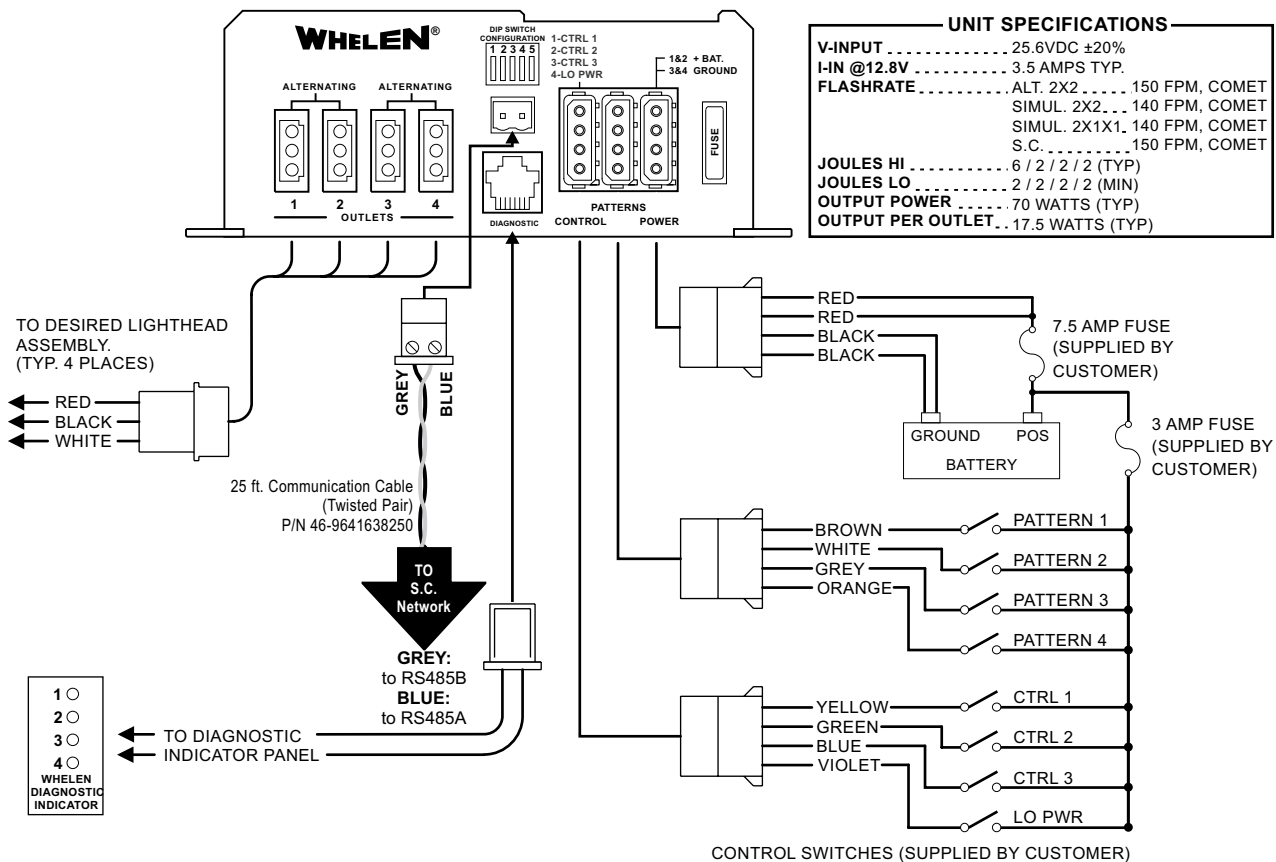 WHELEN®
DIP SWITCH
CONFIGURATION
1 2 3 4 5
1-CTRL 1
2-CTRL 2
3-CTRL 3
4-LO PWR
1&2 + BAT.
3&4 GROUND
ALTERNATING
ALTERNATING
1 2 3 4
OUTLETS
DIAGNOSTIC
PATTERNS
CONTROL POWER
FUSE
UNIT SPECIFICATIONS
V-INPUT 25.6VDC ±20%
I-IN @12.8V 3.5 AMPS TYP.
FLASHRATE ALT. 2X2 150 FPM, COMET
SIMUL. 2X2 140 FPM, COMET
SIMUL. 2X1X1 140 FPM, COMET
S.C. 150 FPM, COMET
JOULES HI 6 / 2 / 2 / 2 (TYP)
JOULES LO 2 / 2 / 2 / 2 (MIN)
OUTPUT POWER 70 WATTS (TYP)
OUTPUT PER OUTLET 17.5 WATTS (TYP)
TO DESIRED LIGHTHEAD
ASSEMBLY.
(TYP. 4 PLACES)
RED
BLACK
WHITE
GREY
BLUE
25 ft. Communication Cable
(Twisted Pair)
P/N 46-9641638250
TO
S.C.
Network
GREY:
to RS485B
BLUE:
to RS485A
TO DIAGNOSTIC
INDICATOR PANEL
1
2
3
4
WHELEN
DIAGNOSTIC
INDICATOR
RED
RED
BLACK
BLACK
7.5 AMP FUSE
(SUPPLIED BY
CUSTOMER)
GROUND POS
BATTERY
3 AMP FUSE
(SUPPLIED BY
CUSTOMER)
BROWN PATTERN 1
WHITE PATTERN 2
GREY PATTERN 3
ORANGE PATTERN 4
YELLOW CTRL 1
GREEN CTRL 2
BLUE CTRL 3
VIOLET LO PWR
CONTROL SWITCHES (SUPPLIED BY CUSTOMER)